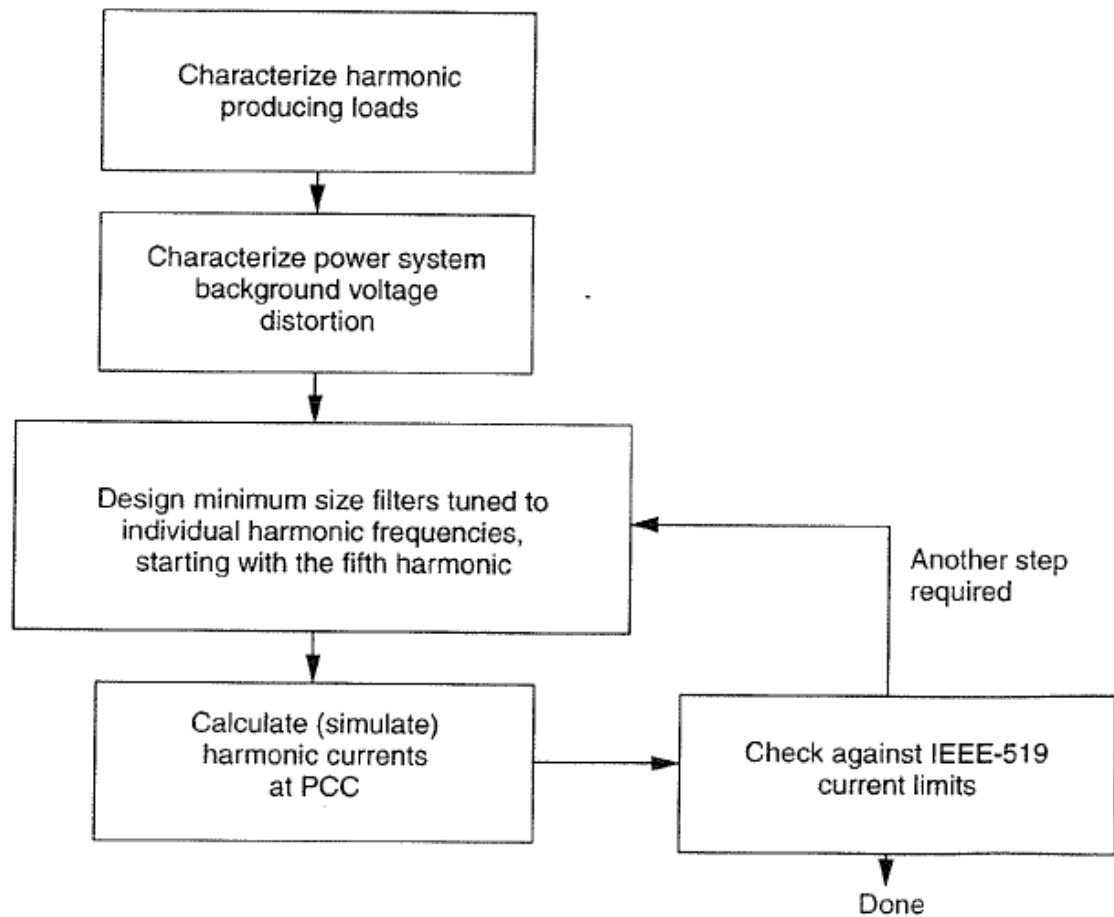 Characterize harmonic
producing loads
Characterize power system
background voltage
distortion
Design minimum size filters tuned to
individual harmonic frequencies,
starting with the fifth harmonic
Another step
required
Calculate (simulate)
harmonic currents
at PCC
Check against IEEE-519
current limits
Done